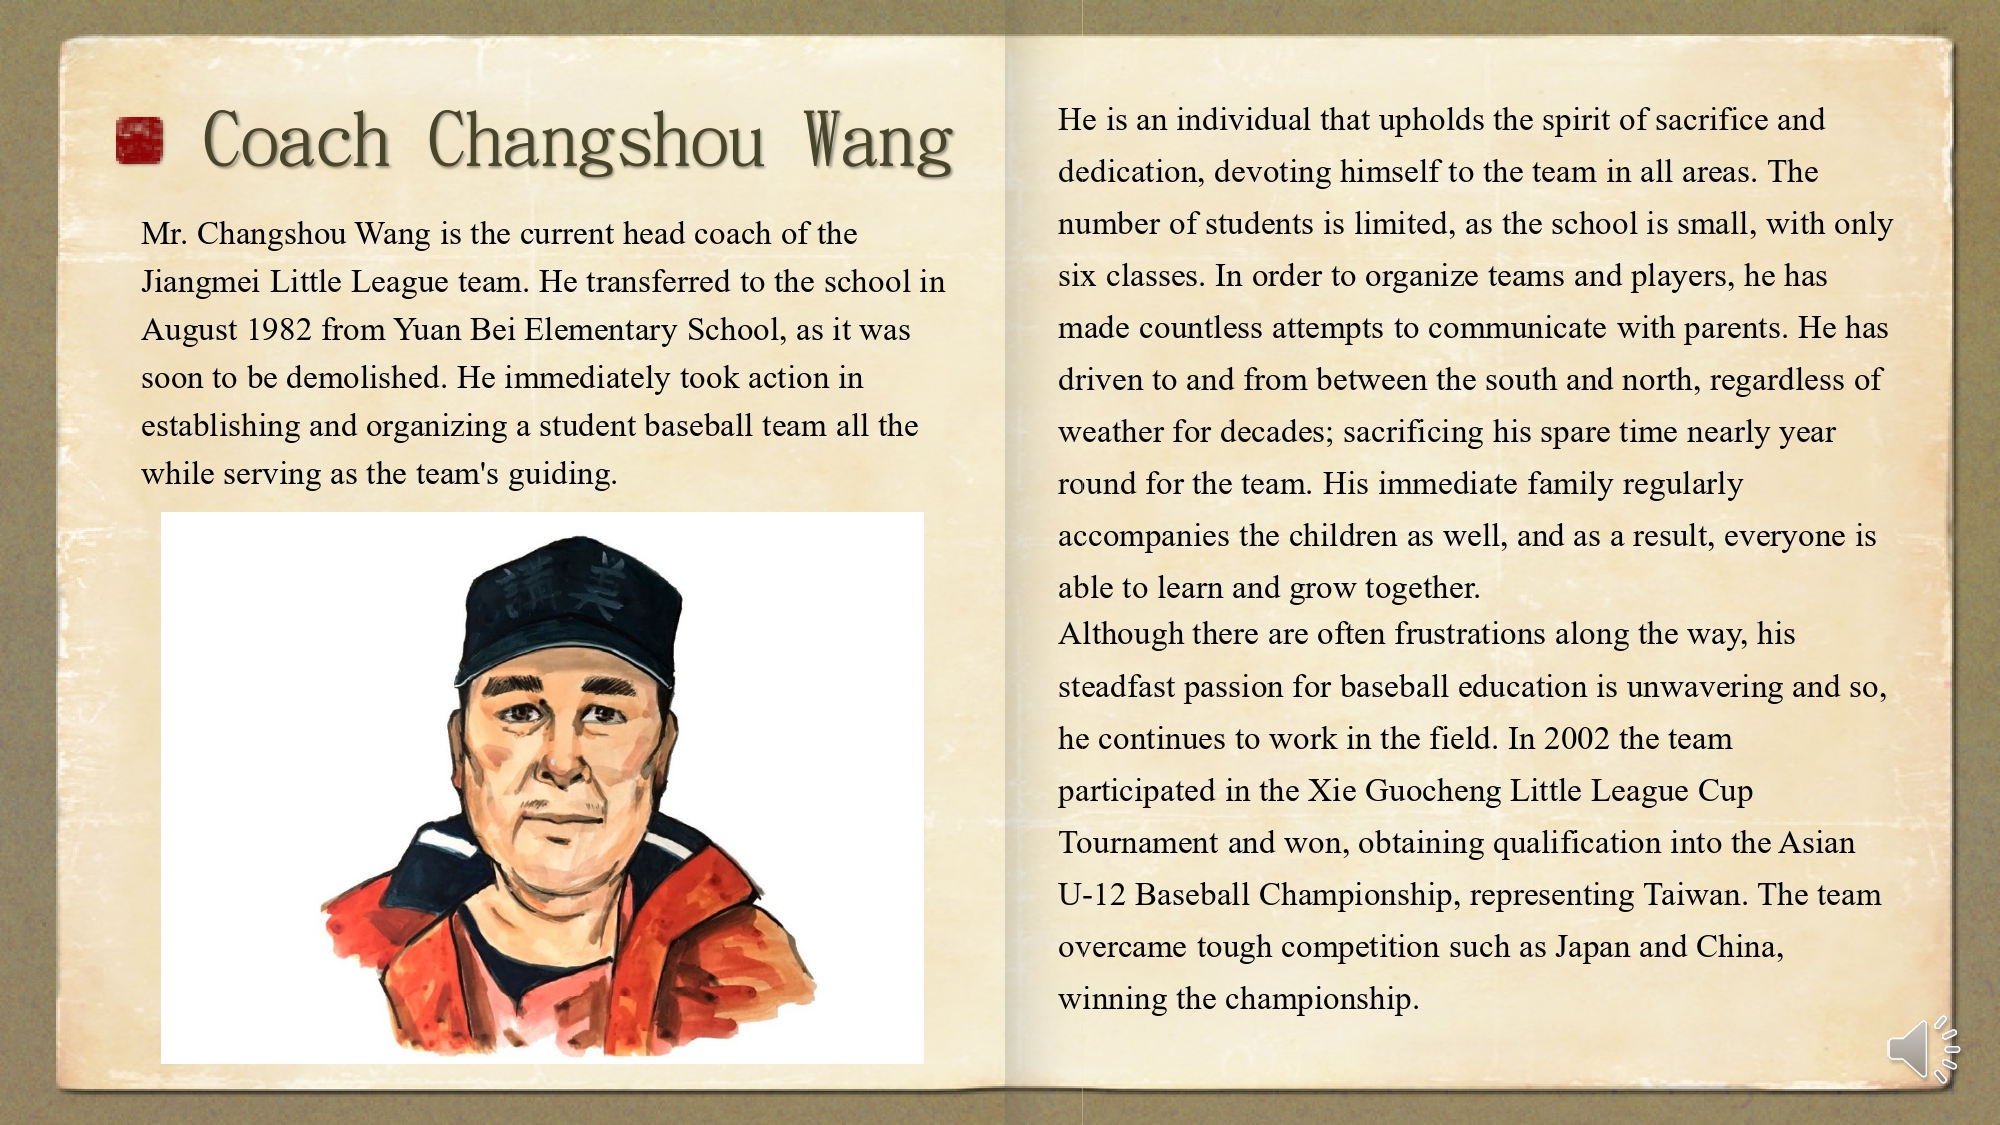 Coach Changshou Wang
Mr. Changshou Wang is the current head coach of the
Jiangmei Little League team. He transferred to the school in
August 1982 from Yuan Bei Elementary School, as it was
soon to be demolished. He immediately took action in
establishing and organizing a student baseball team all the
while serving as the team's guiding.
講美
He is an individual that upholds the spirit of sacrifice and
dedication, devoting himself to the team in all areas. The
number of students is limited, as the school is small, with only
six classes. In order to organize teams and players, he has
made countless attempts to communicate with parents. He has
driven to and from between the south and north, regardless of
weather for decades; sacrificing his spare time nearly year
round for the team. His immediate family regularly
accompanies the children as well, and as a result, everyone is
able to learn and grow together.
Although there are often frustrations along the way, his
steadfast passion for baseball education is unwavering and so,
he continues to work in the field. In 2002 the team
participated in the Xie Guocheng Little League Cup
Tournament and won, obtaining qualification into the Asian
U-12 Baseball Championship, representing Taiwan. The team
overcame tough competition such as Japan and China,
winning the championship.